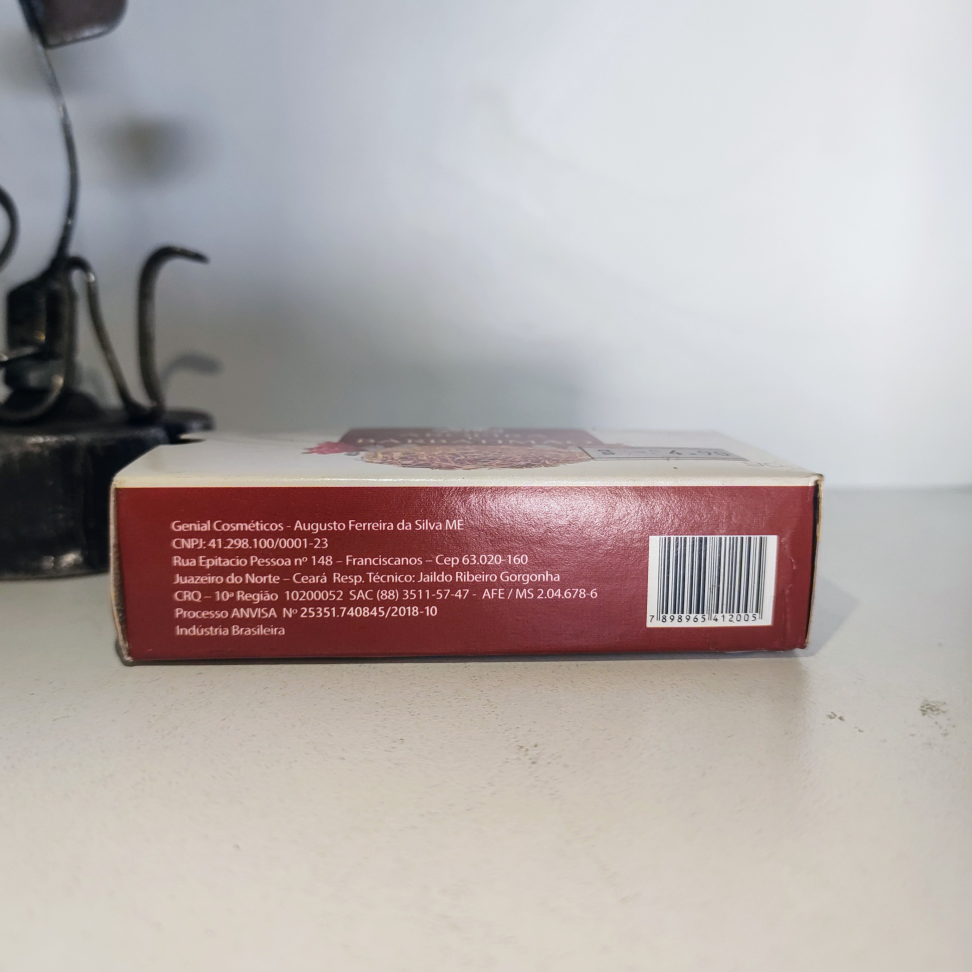 Genial Cosméticos - Augusto Ferreira da Silva ME
CNPJ: 41.298.100/0001-23
Rua Epitacio Pessoa nº 148 – Franciscanos – Cep 63.020-160
Juazeiro do Norte – Ceará  Resp. Técnico: Jaildo Ribeiro Gorgonha
CRQ – 10ª Região  10200052  SAC (88) 3511-57-47 -  AFE / MS 2.04.678-6
Processo ANVISA  Nº 25351.740845/2018-10
Indústria Brasileira
7 898965 412005